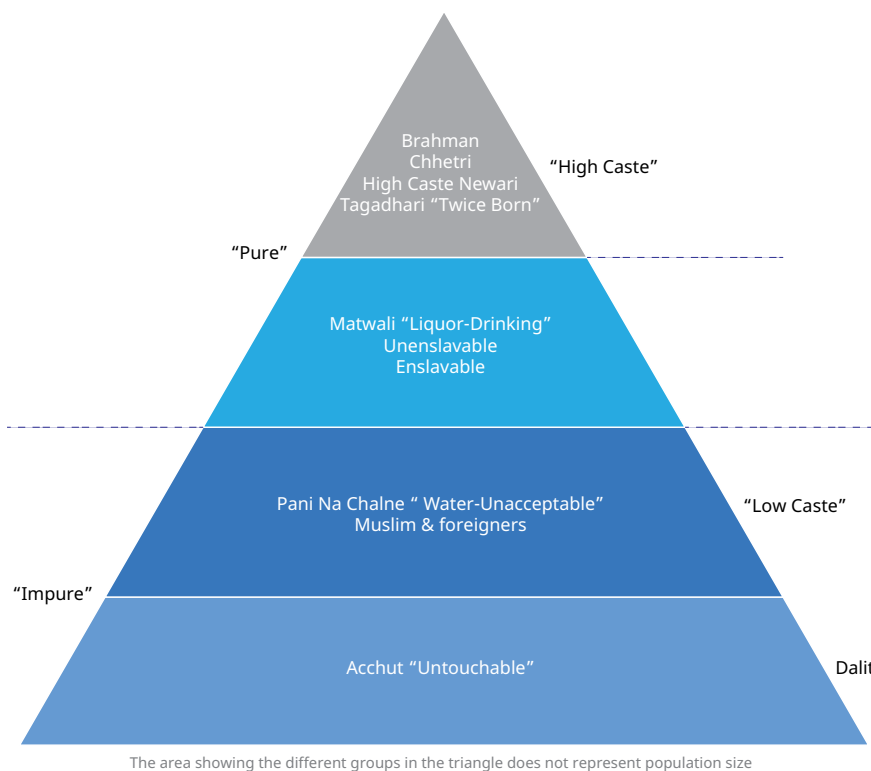 Brahman
Chhetri
High Caste Newari
Tagadhari “Twice Born”
“High Caste”
“Pure”
Matwali “Liquor-Drinking”
Unenslavable
Enslavable
Pani Na Chalne “ Water-Unacceptable”
Muslim & foreigners
“Low Caste”
“Impure”
Acchut “Untouchable”
Dalit
The area showing the different groups in the triangle does not represent population size